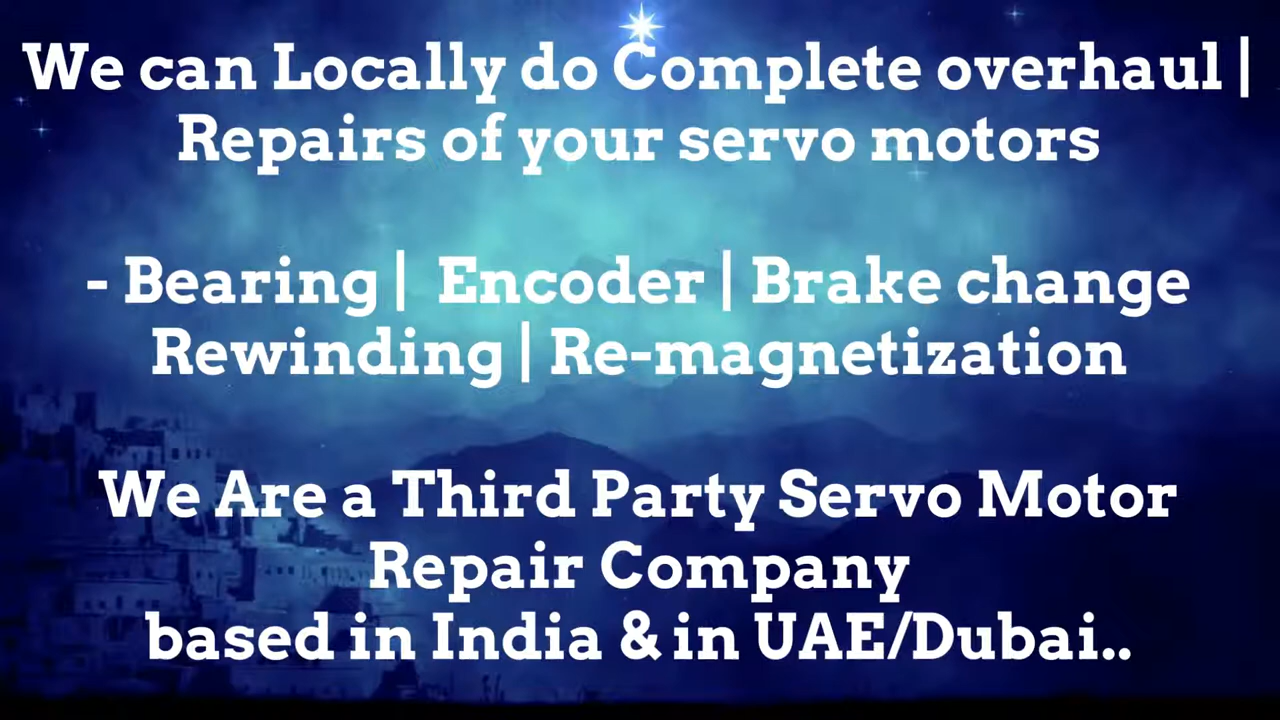 We can Locally do Complete overhaul |
Repairs of your servo motors
- Bearing | Encoder | Brake change
Rewinding | Re-magnetization
We Are a Third Party Servo Motor
Repair Company
based in India & in UAE/Dubai..